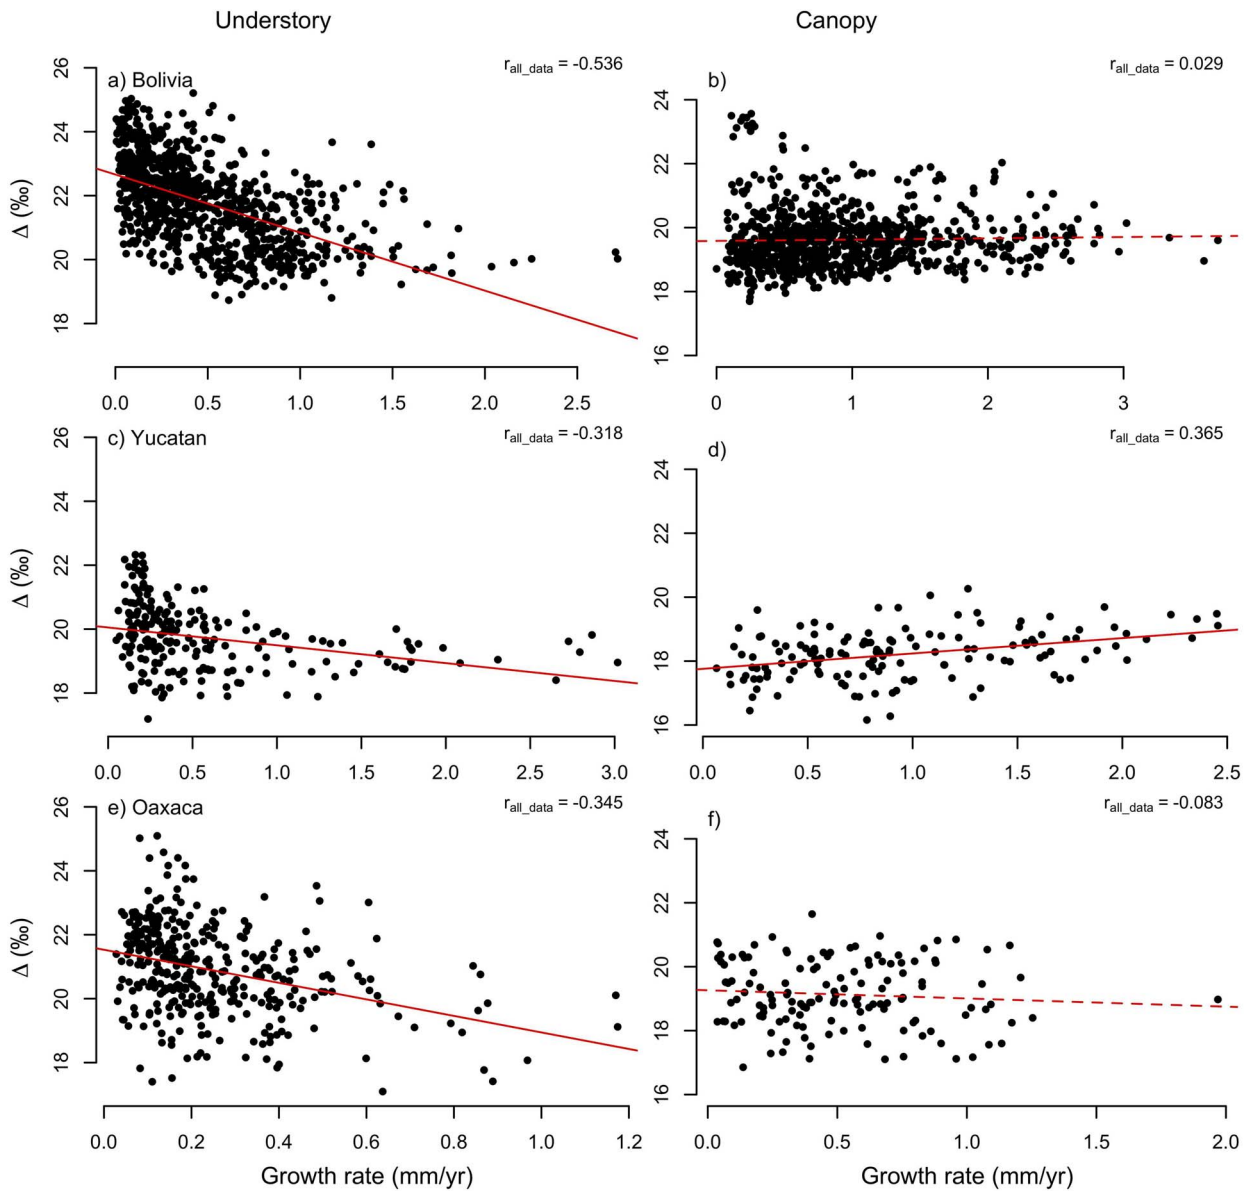 Understory
Canopy
a) Bolivia
r all_data = -0.536
26
24
22
20
18
Δ (‰)
0.0 0.5 1.0 1.5 2.0 2.5
b)
r all_data = 0.029
24
22
20
18
16
0 1 2 3
c) Yucatan
r all_data = -0.318
26
24
22
20
18
Δ (‰)
0.0 0.5 1.0 1.5 2.0 2.5 3.0
d)
r all_data = 0.365
24
22
20
18
16
0.0 0.5 1.0 1.5 2.0 2.5
e) Oaxaca
r all_data = -0.345
26
24
22
20
18
Δ (‰)
0.0 0.2 0.4 0.6 0.8 1.0 1.2
Growth rate (mm/yr)
f)
r all_data = -0.083
24
22
20
18
16
0.0 0.5 1.0 1.5 2.0
Growth rate (mm/yr)